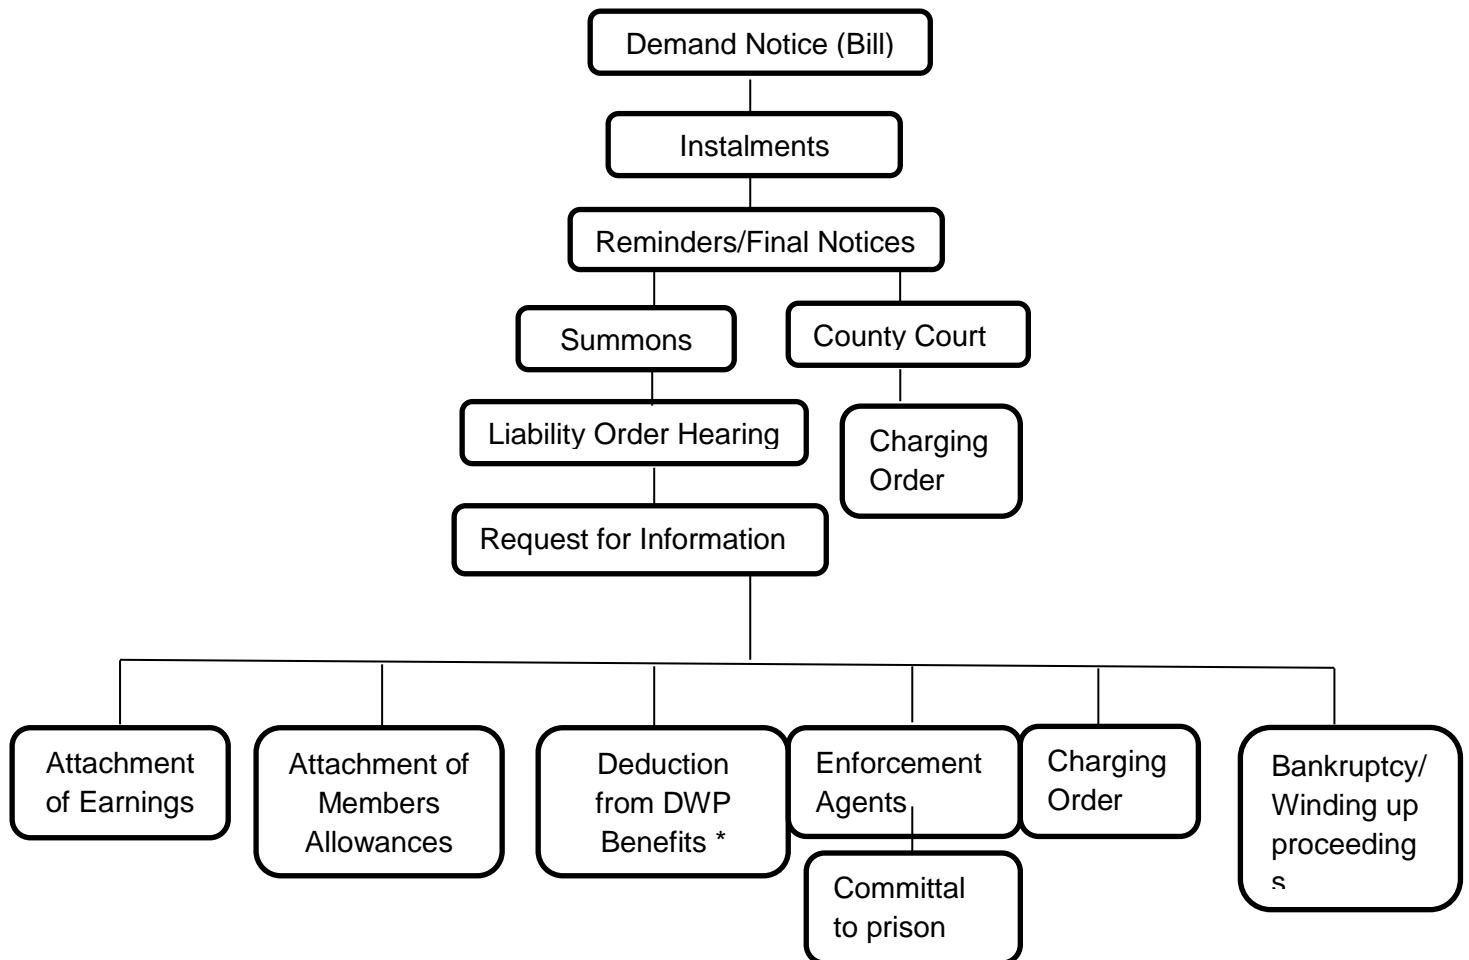 Demand Notice (Bill)
Instalments
Reminders/Final Notices
Summons
County Court
Liability Order Hearing
Charging
Order
Request for Information
Attachment
of Earnings
Attachment of
Members
Allowances
Deduction
from DWP
Benefits *
Enforcement
Agents
Charging
Order
Bankruptcy/
Winding up
proceeding
s
Committal
to prison